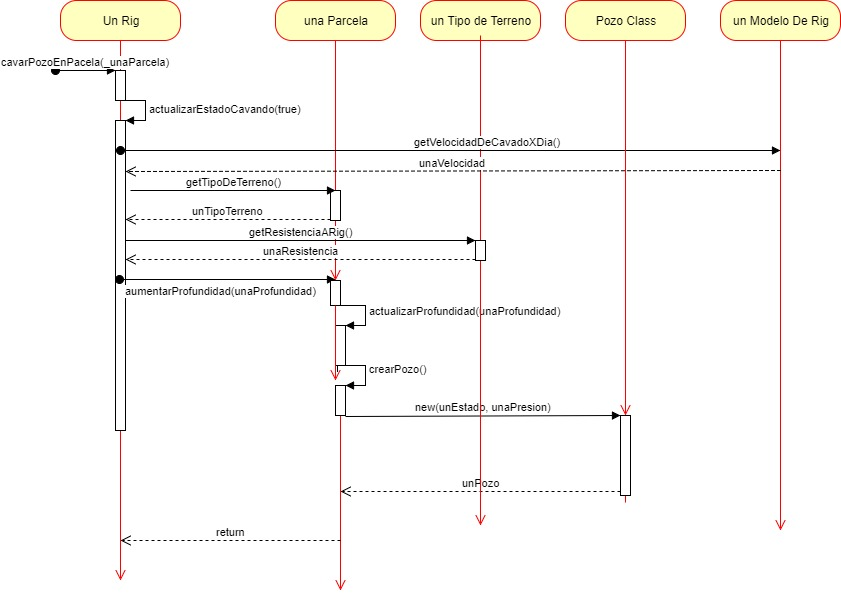 Un Rig
una Parcela
un Tipo de Terreno
Pozo Class
un Modelo De Rig
cavarPozoEnPacela(_unaParcela)
actualizarEstadoCavando(true)
getVelocidadDeCavadoXDia()
unaVelocidad
getTipoDeTerreno()
unTipoTerreno
getResistenciaARig()
unaResistencia
aumentarProfundidad(unaProfundidad)
actualizarProfundidad(unaProfundidad)
crearPozo()
new(unEstado, unaPresion)
unPozo
return